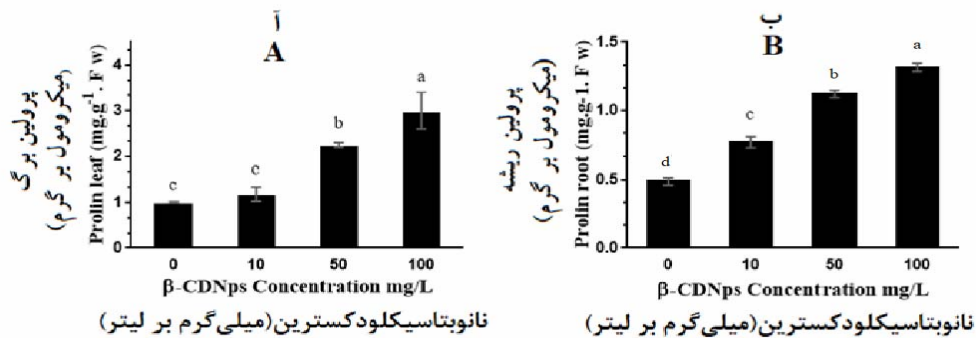 آ
A
پرولین برگ
(میکرومول بر گرم)
Prolin leaf (mg.g-1. F w)
4
3
2
1
0
c
c
b
a
0 10 50 100
β-CDNps Concentration mg/L
نانوبتاسیکلودکسترین(میلی‌گرم بر لیتر)
ب
B
پرولین ریشه
(میکرومول بر گرم)
Prolin root (mg.g-1. F w)
1.5
1.0
0.5
0.0
d
c
b
a
0 10 50 100
β-CDNps Concentration mg/L
نانوبتاسیکلودکسترین(میلی‌گرم بر لیتر)